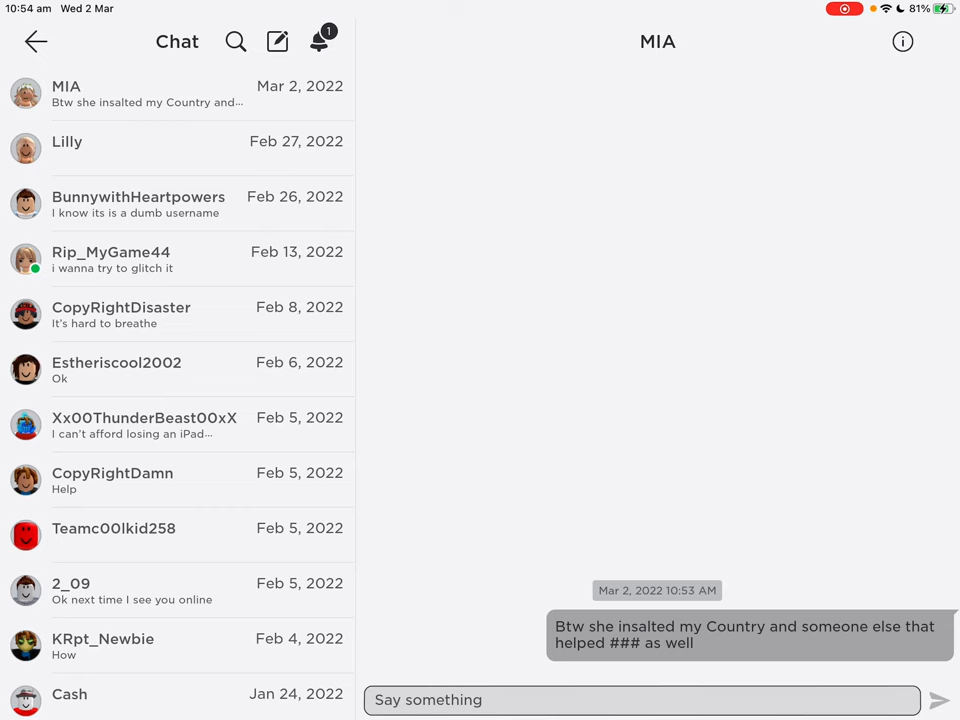 10:54 am Wed 2 Mar
81%
Chat
1
MIA
MIA Mar 2, 2022
Btw she insalted my Country and...
Lilly Feb 27, 2022
BunnywithHeartpowers Feb 26, 2022
I know its is a dumb username
Rip_MyGame44 Feb 13, 2022
i wanna try to glitch it
CopyRightDisaster Feb 8, 2022
It's hard to breathe
Estheriscool2002 Feb 6, 2022
Ok
Xx00ThunderBeast00xX Feb 5, 2022
I can't afford losing an iPad...
CopyRightDamn Feb 5, 2022
Help
Teamc00lkid258 Feb 5, 2022
2_09 Feb 5, 2022
Ok next time I see you online
KRpt_Newbie Feb 4, 2022
How
Cash Jan 24, 2022
Mar 2, 2022 10:53 AM
Btw she insalted my Country and someone else that
helped ### as well
Say something